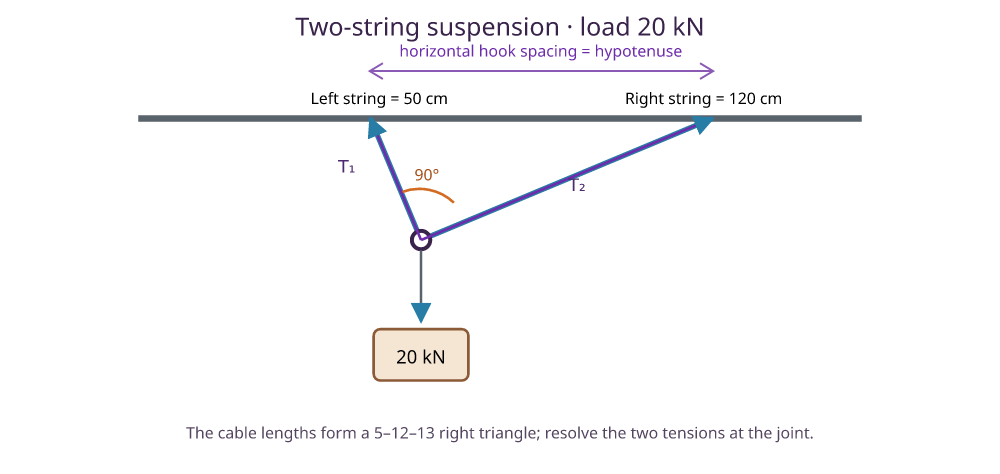 Two-string suspension · load 20 kN
horizontal hook spacing = hypotenuse
Left string = 50 cm
Right string = 120 cm
T₁
90°
T₂
20 kN
The cable lengths form a 5–12–13 right triangle; resolve the two tensions at the joint.